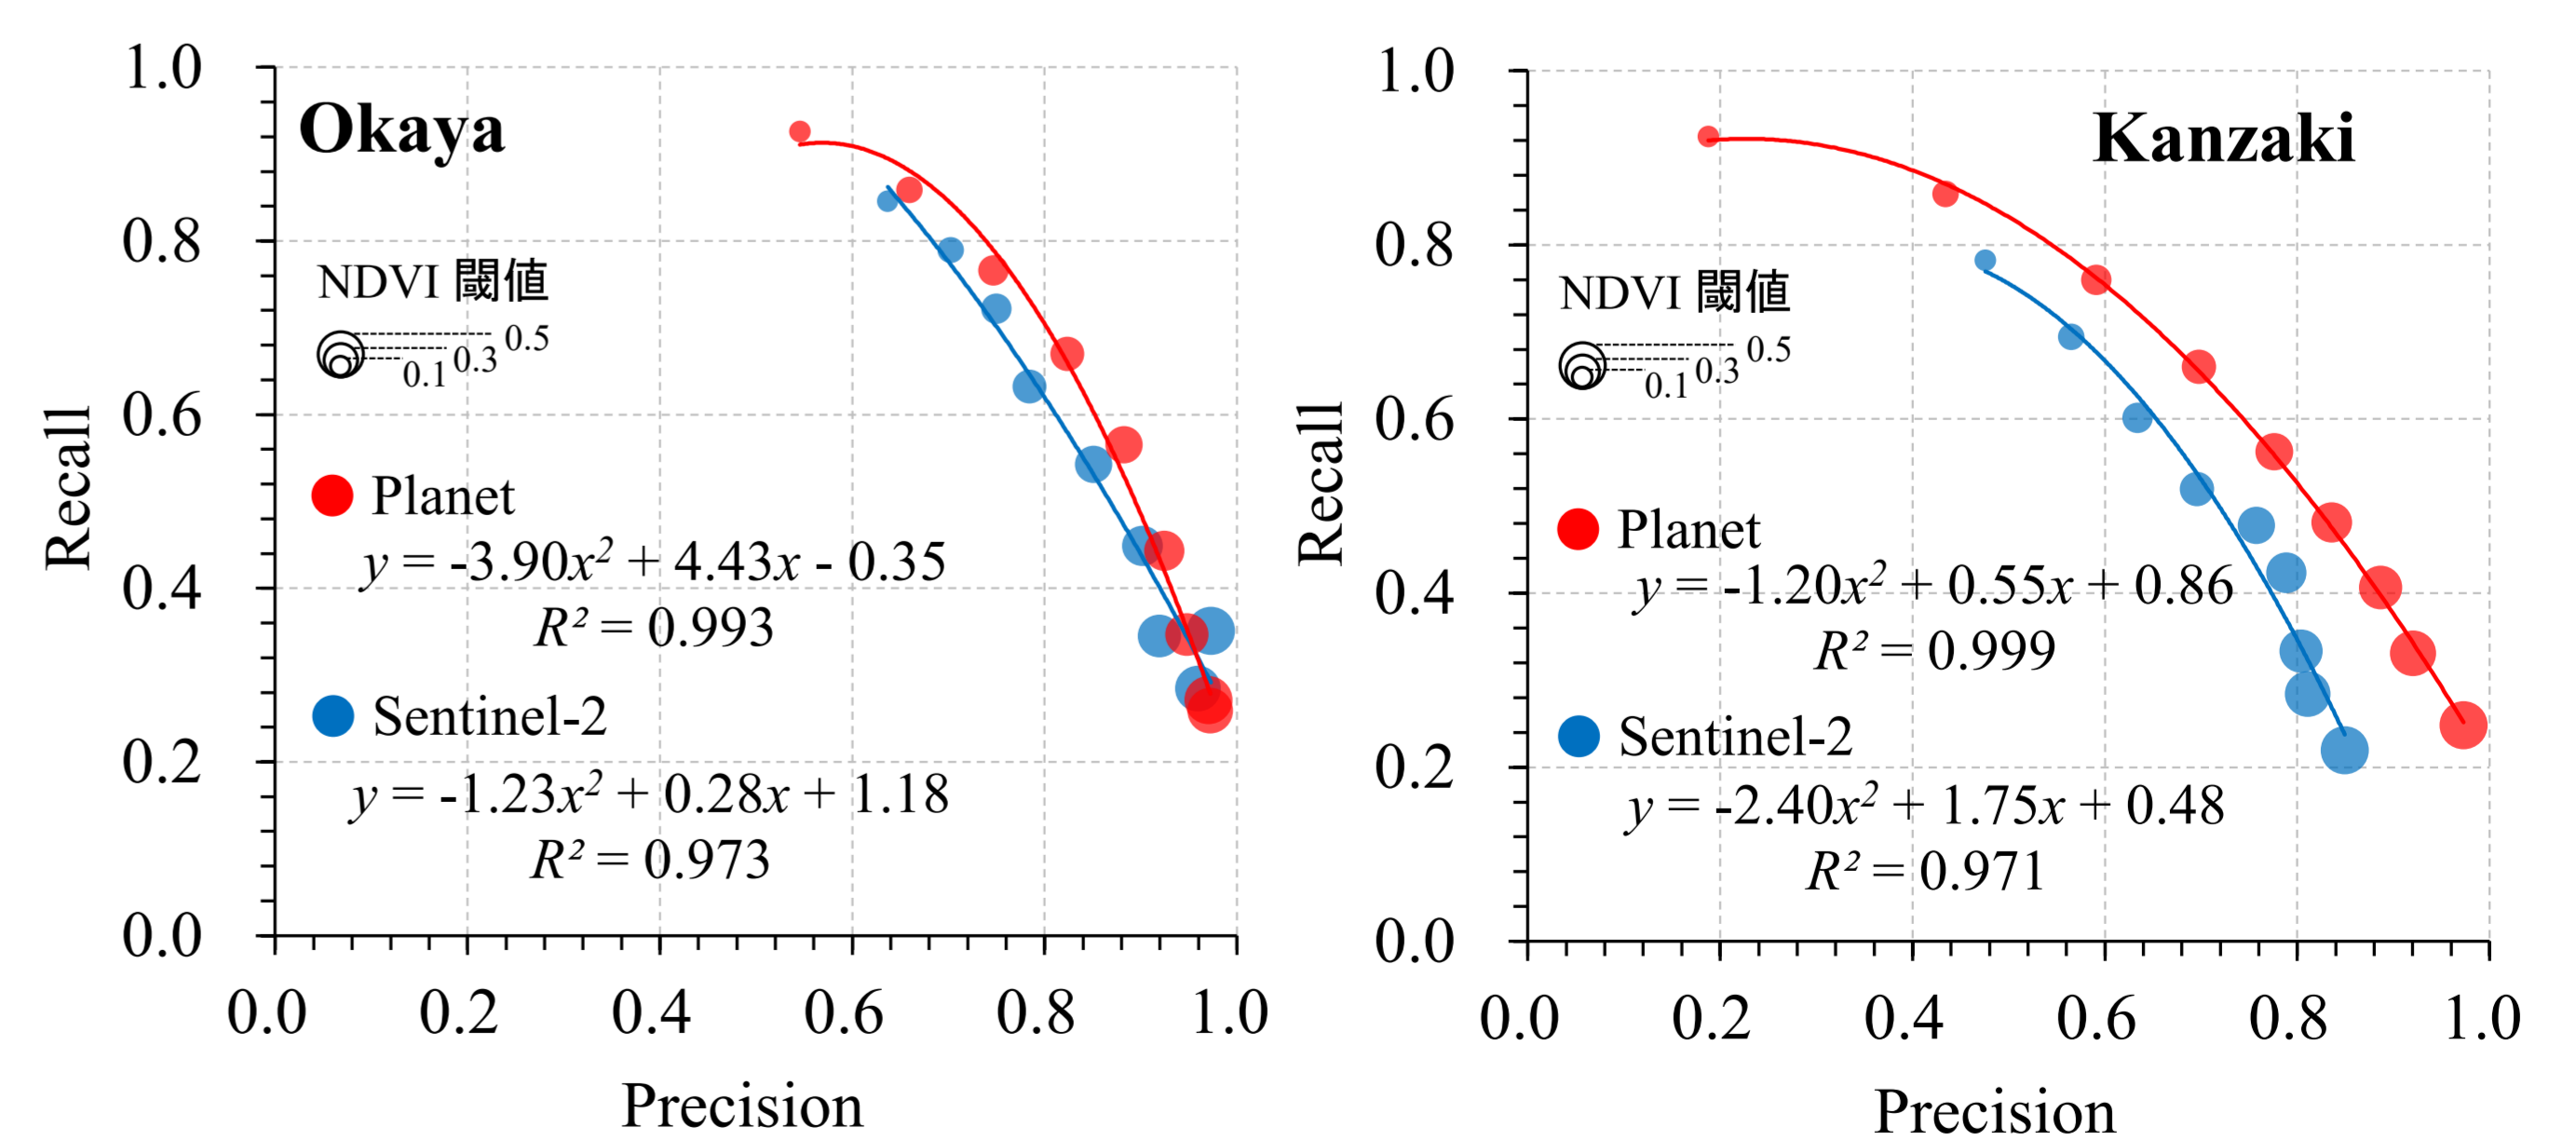 Okaya
1.0
0.8
0.6
0.4
0.2
0.0
Recall
NDVI 閾値
0.5
0.3
0.1
Planet
y = -3.90x² + 4.43x - 0.35
R² = 0.993
Sentinel-2
y = -1.23x² + 0.28x + 1.18
R² = 0.973
0.0 0.2 0.4 0.6 0.8 1.0
Precision
Kanzaki
1.0
0.8
0.6
0.4
0.2
0.0
Recall
NDVI 閾値
0.5
0.3
0.1
Planet
y = -1.20x² + 0.55x + 0.86
R² = 0.999
Sentinel-2
y = -2.40x² + 1.75x + 0.48
R² = 0.971
0.0 0.2 0.4 0.6 0.8 1.0
Precision